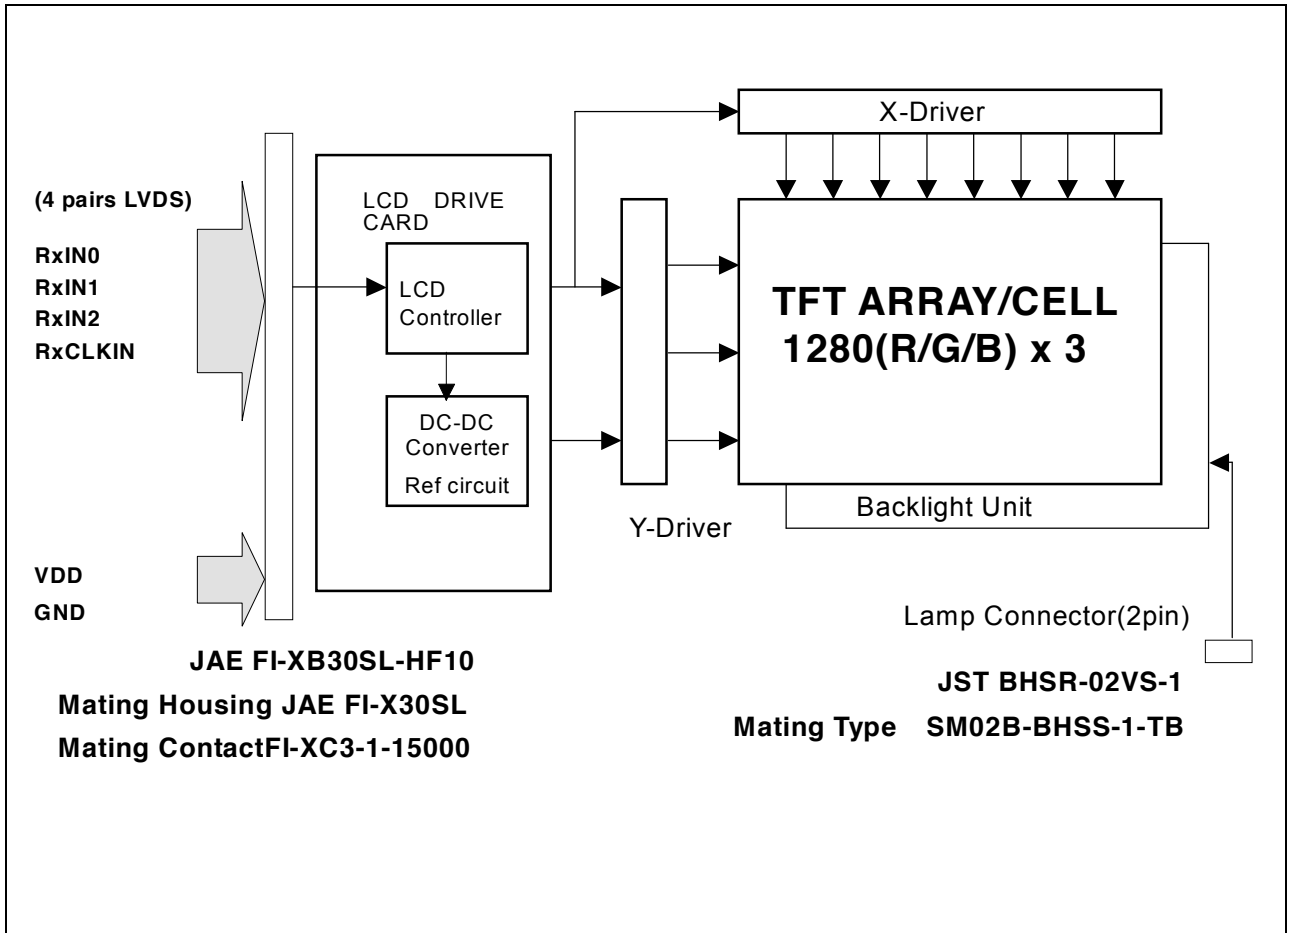 X-Driver
(4 pairs LVDS)
RxIN0
RxIN1
RxIN2
RxCLKIN
LCD DRIVE
CARD
LCD
Controller
DC-DC
Converter
Ref circuit
TFT ARRAY/CELL
1280(R/G/B) x 3
Backlight Unit
Y-Driver
VDD
GND
Lamp Connector(2pin)
JAE FI-XB30SL-HF10
Mating Housing JAE FI-X30SL
Mating ContactFI-XC3-1-15000
JST BHSR-02VS-1
Mating Type SM02B-BHSS-1-TB